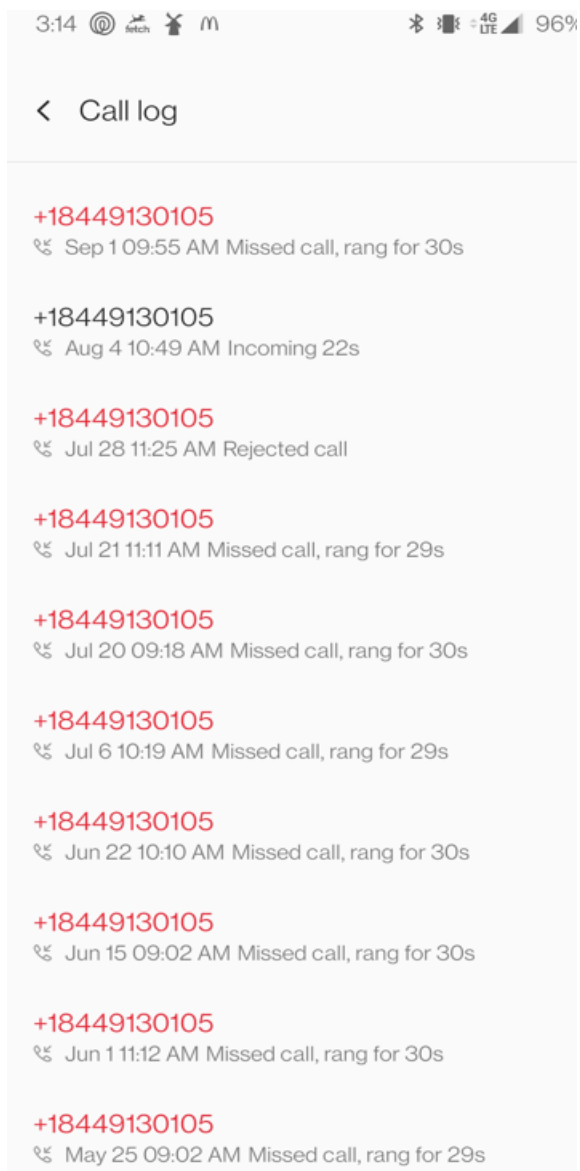 3:14 fetch 4G LTE 96%
Call log
+18449130105
Sep 1 09:55 AM Missed call, rang for 30s
+18449130105
Aug 4 10:49 AM Incoming 22s
+18449130105
Jul 28 11:25 AM Rejected call
+18449130105
Jul 21 11:11 AM Missed call, rang for 29s
+18449130105
Jul 20 09:18 AM Missed call, rang for 30s
+18449130105
Jul 6 10:19 AM Missed call, rang for 29s
+18449130105
Jun 22 10:10 AM Missed call, rang for 30s
+18449130105
Jun 15 09:02 AM Missed call, rang for 30s
+18449130105
Jun 1 11:12 AM Missed call, rang for 30s
+18449130105
May 25 09:02 AM Missed call, rang for 29s